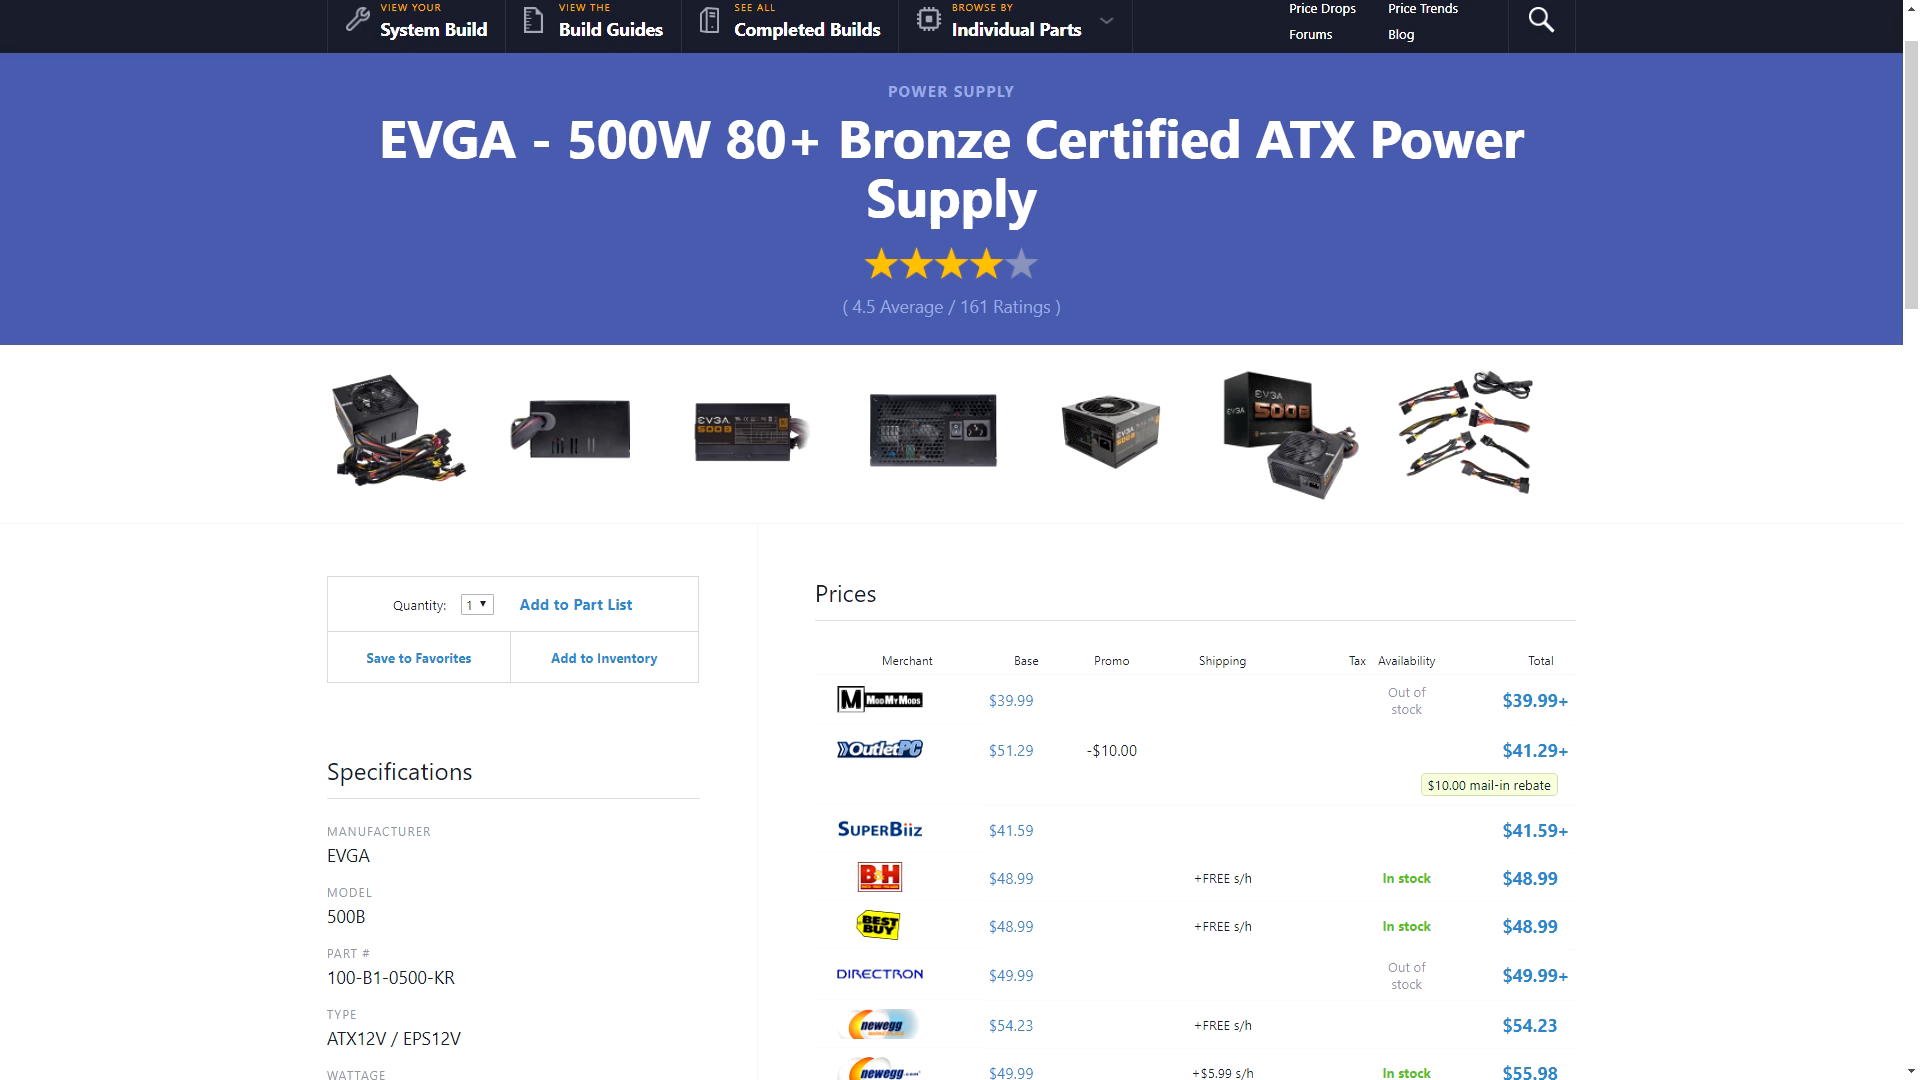 VIEW YOUR
System Build
VIEW THE
Build Guides
SEE ALL
Completed Builds
BROWSE BY
Individual Parts
Price Drops
Price Trends
Forums
Blog
POWER SUPPLY
EVGA - 500W 80+ Bronze Certified ATX Power
Supply
( 4.5 Average / 161 Ratings )
EVGA
500 B
EVGA
500 B
EVGA
500B
Quantity:
1
Add to Part List
Save to Favorites
Add to Inventory
Specifications
MANUFACTURER
EVGA
MODEL
500B
PART #
100-B1-0500-KR
TYPE
ATX12V / EPS12V
WATTAGE
Prices
Merchant Base Promo Shipping Tax Availability Total
M MODMYMODS $39.99 Out of stock $39.99+
OutletPC $51.29 -$10.00 $41.29+
$10.00 mail-in rebate
SUPERBIIZ $41.59 $41.59+
B&H $48.99 +FREE s/h In stock $48.99
BEST BUY $48.99 +FREE s/h In stock $48.99
DIRECTRON $49.99 Out of stock $49.99+
newegg $54.23 +FREE s/h $54.23
newegg.com $49.99 +$5.99 s/h In stock $55.98